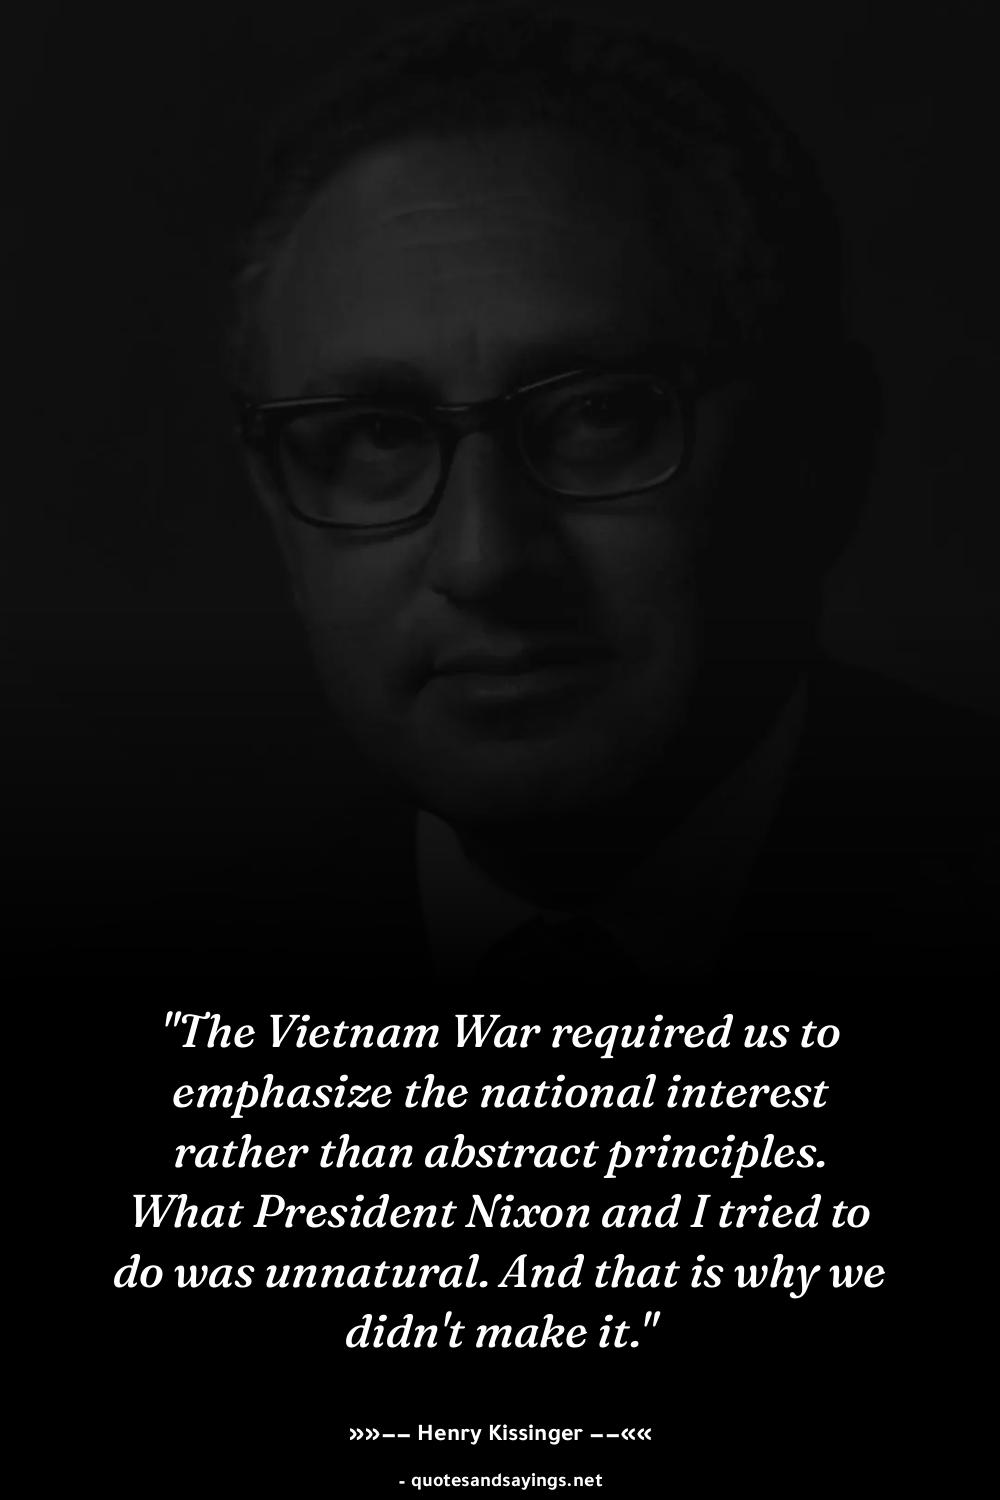 "The Vietnam War required us to
emphasize the national interest
rather than abstract principles.
What President Nixon and I tried to
do was unnatural. And that is why we
didn't make it."
»»−− Henry Kissinger −−««
- quotesandsayings.net